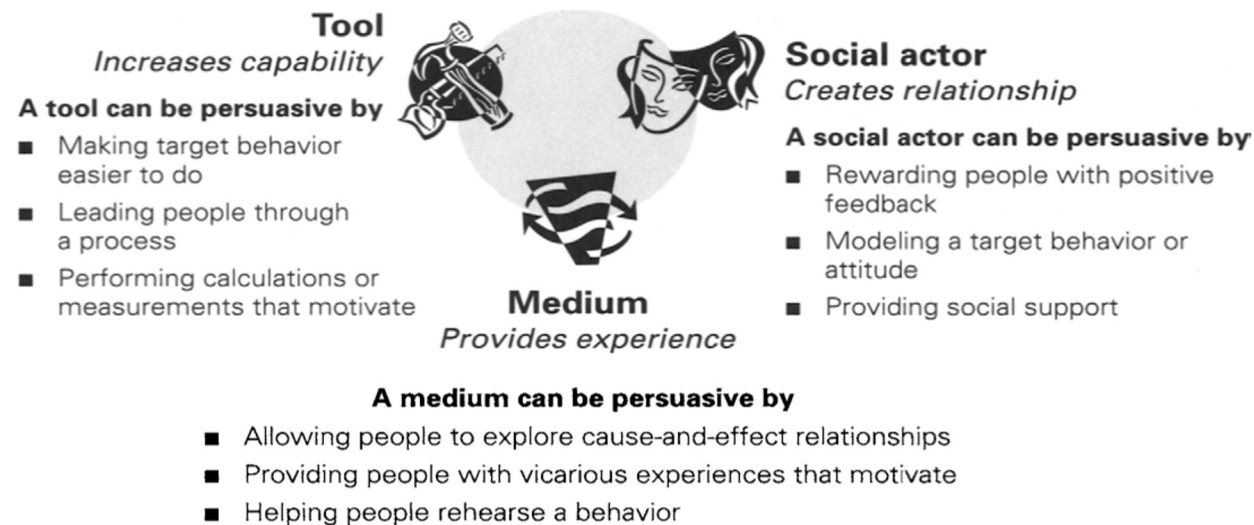 Tool
Increases capability
A tool can be persuasive by
■ Making target behavior
easier to do
■ Leading people through
a process
■ Performing calculations or
measurements that motivate
Social actor
Creates relationship
A social actor can be persuasive by
■ Rewarding people with positive
feedback
■ Modeling a target behavior or
attitude
■ Providing social support
Medium
Provides experience
A medium can be persuasive by
■ Allowing people to explore cause-and-effect relationships
■ Providing people with vicarious experiences that motivate
■ Helping people rehearse a behavior